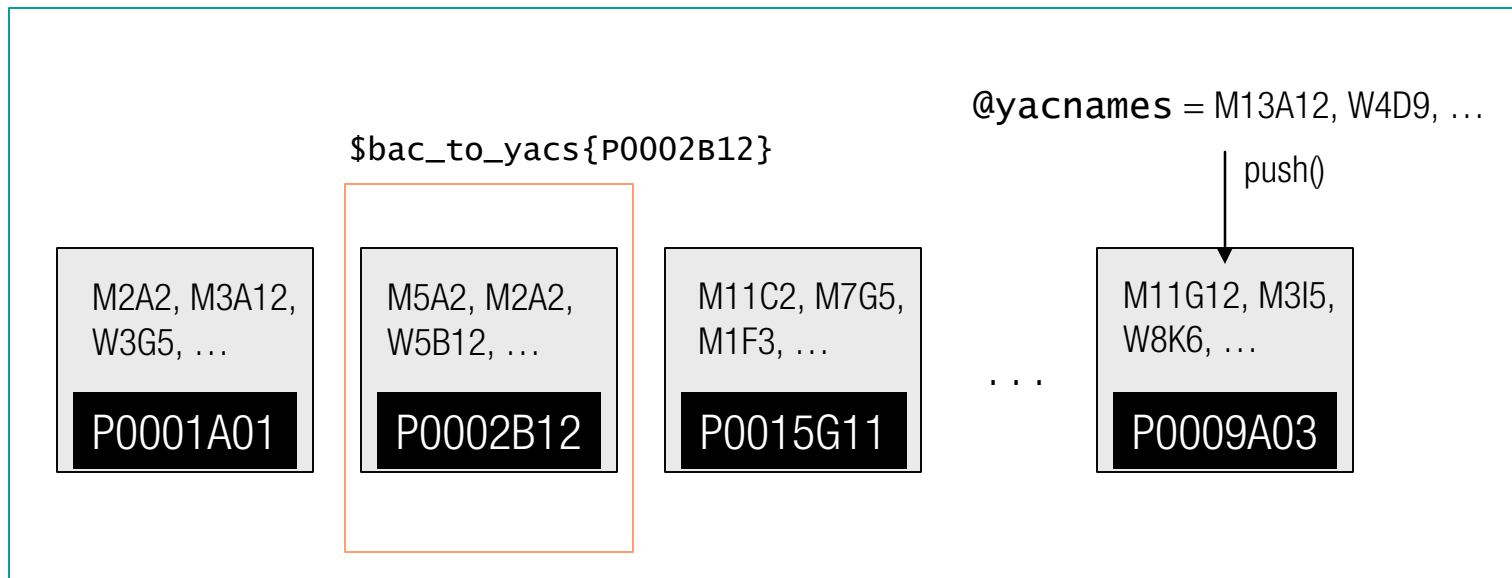 @yacnames = M13A12, W4D9, …
$bac_to_yacs{P0002B12}
push()
M2A2, M3A12,
W3G5, …
P0001A01
M5A2, M2A2,
W5B12, …
P0002B12
M11C2, M7G5,
M1F3, …
P0015G11
. . .
M11G12, M3I5,
W8K6, …
P0009A03